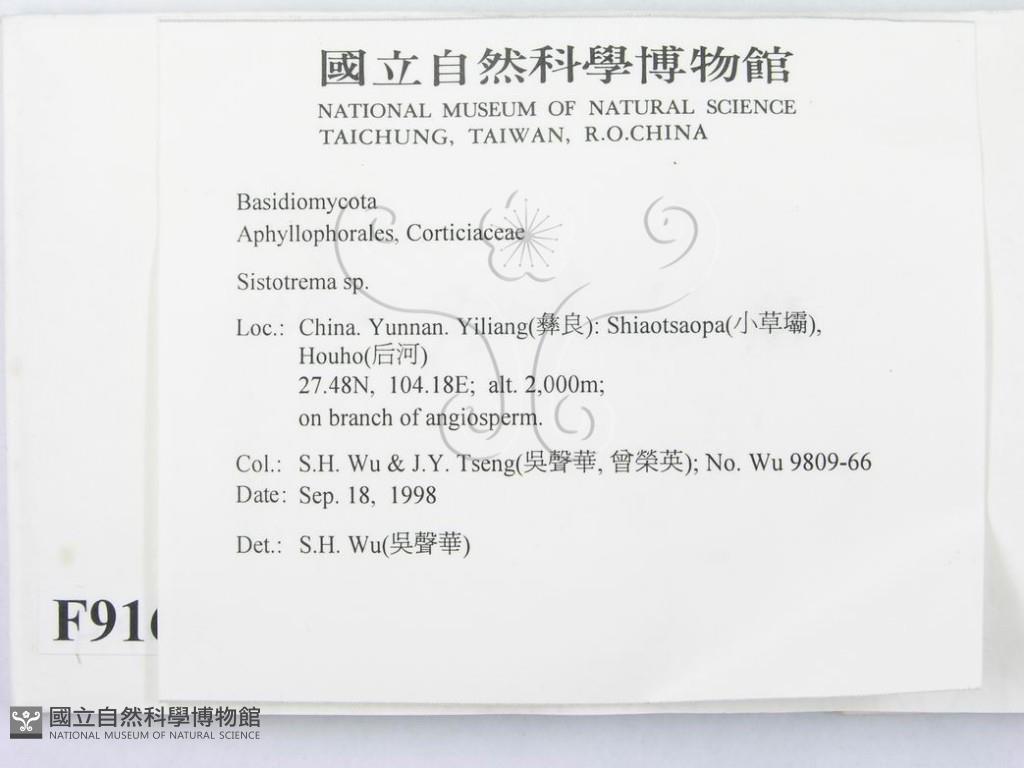 國立自然科學博物館
NATIONAL MUSEUM OF NATURAL SCIENCE
TAICHUNG, TAIWAN, R.O.CHINA
Basidiomycota
Aphyllophorales, Corticiaceae
Sistotrema sp.
Loc.: China. Yunnan. Yiliang(彝良): Shiaotsaopa(小草壩),
Houho(后河)
27.48N, 104.18E; alt. 2,000m;
on branch of angiosperm.
Col.: S.H. Wu & J.Y. Tseng(吳聲華, 曾榮英); No. Wu 9809-66
Date: Sep. 18, 1998
Det.: S.H. Wu(吳聲華)
國立自然科學博物館
NATIONAL MUSEUM OF NATURAL SCIENCE